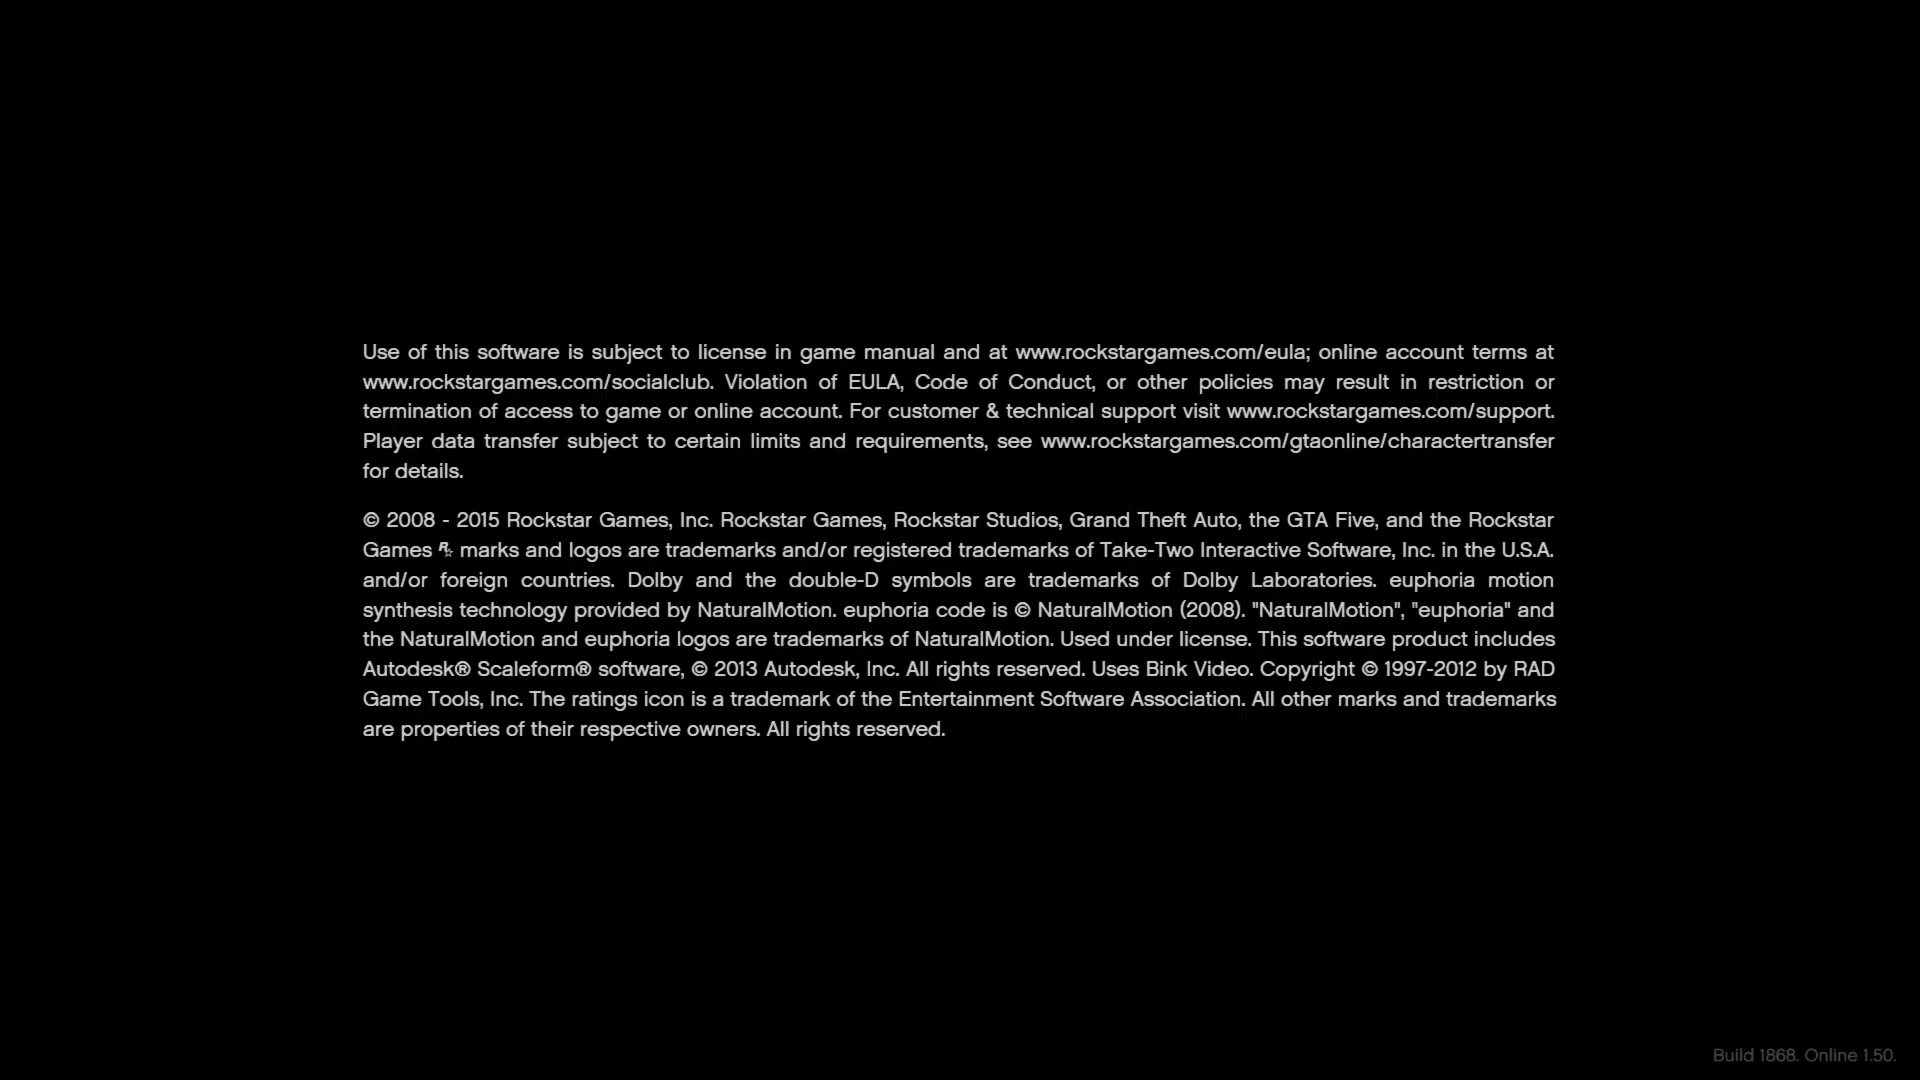 Use of this software is subject to license in game manual and at www.rockstargames.com/eula; online account terms at
www.rockstargames.com/socialclub. Violation of EULA, Code of Conduct, or other policies may result in restriction or
termination of access to game or online account. For customer & technical support visit www.rockstargames.com/support.
Player data transfer subject to certain limits and requirements, see www.rockstargames.com/gtaonline/charactertransfer
for details.
© 2008 - 2015 Rockstar Games, Inc. Rockstar Games, Rockstar Studios, Grand Theft Auto, the GTA Five, and the Rockstar
Games R* marks and logos are trademarks and/or registered trademarks of Take-Two Interactive Software, Inc. in the U.S.A.
and/or foreign countries. Dolby and the double-D symbols are trademarks of Dolby Laboratories. euphoria motion
synthesis technology provided by NaturalMotion. euphoria code is © NaturalMotion (2008). "NaturalMotion", "euphoria" and
the NaturalMotion and euphoria logos are trademarks of NaturalMotion. Used under license. This software product includes
Autodesk® Scaleform® software, © 2013 Autodesk, Inc. All rights reserved. Uses Bink Video. Copyright © 1997-2012 by RAD
Game Tools, Inc. The ratings icon is a trademark of the Entertainment Software Association. All other marks and trademarks
are properties of their respective owners. All rights reserved.
Build 1868. Online 1.50.